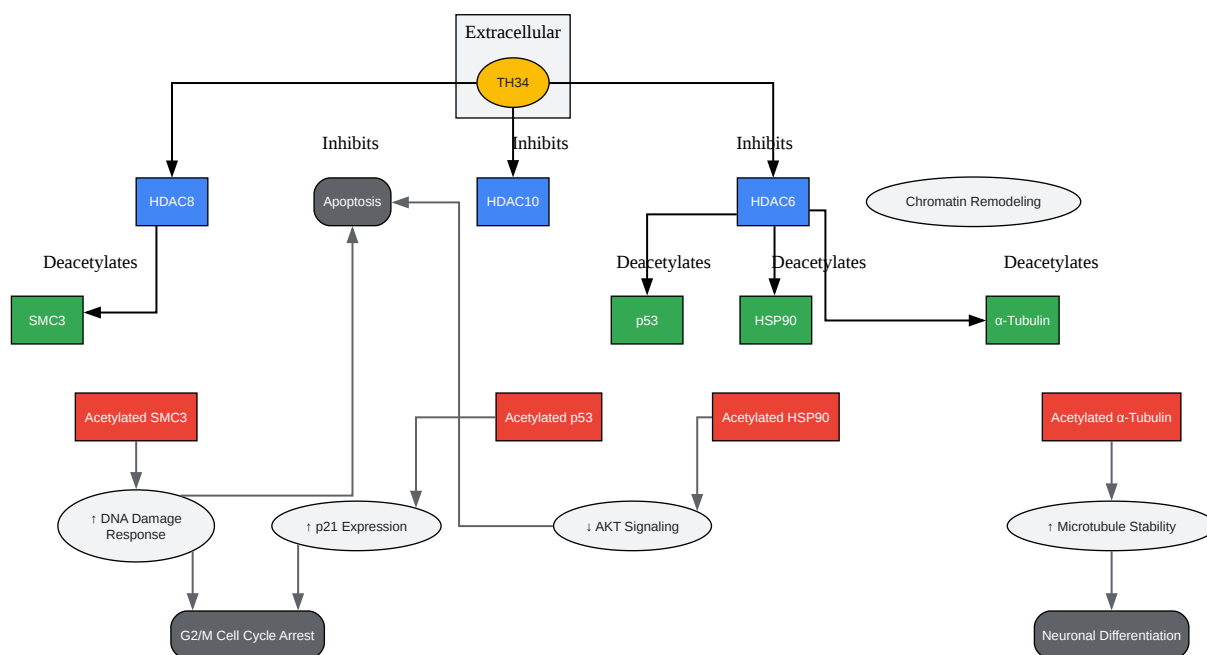 Extracellular
TH34
Inhibits
Inhibits
Inhibits
HDAC8
Apoptosis
HDAC10
HDAC6
Chromatin Remodeling
Deacetylates
Deacetylates
Deacetylates
Deacetylates
SMC3
p53
HSP90
α-Tubulin
Acetylated SMC3
Acetylated p53
Acetylated HSP90
Acetylated α-Tubulin
↑ DNA Damage
Response
↑ p21 Expression
↓ AKT Signaling
↑ Microtubule Stability
G2/M Cell Cycle Arrest
Neuronal Differentiation